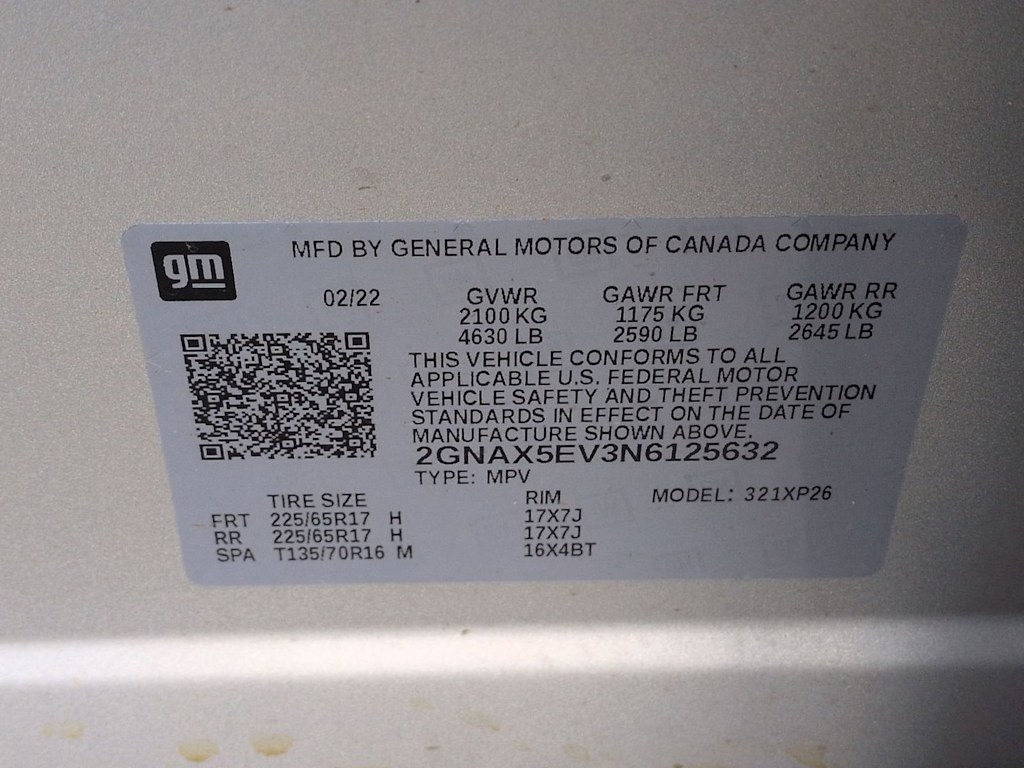 gm
MFD BY GENERAL MOTORS OF CANADA COMPANY
02/22 GVWR GAWR FRT GAWR RR
2100 KG 1175 KG 1200 KG
4630 LB 2590 LB 2645 LB
THIS VEHICLE CONFORMS TO ALL
APPLICABLE U.S. FEDERAL MOTOR
VEHICLE SAFETY AND THEFT PREVENTION
STANDARDS IN EFFECT ON THE DATE OF
MANUFACTURE SHOWN ABOVE.
2GNAX5EV3N6125632
TYPE: MPV
TIRE SIZE RIM MODEL: 321XP26
FRT 225/65R17 H 17X7J
RR 225/65R17 H 17X7J
SPA T135/70R16 M 16X4BT